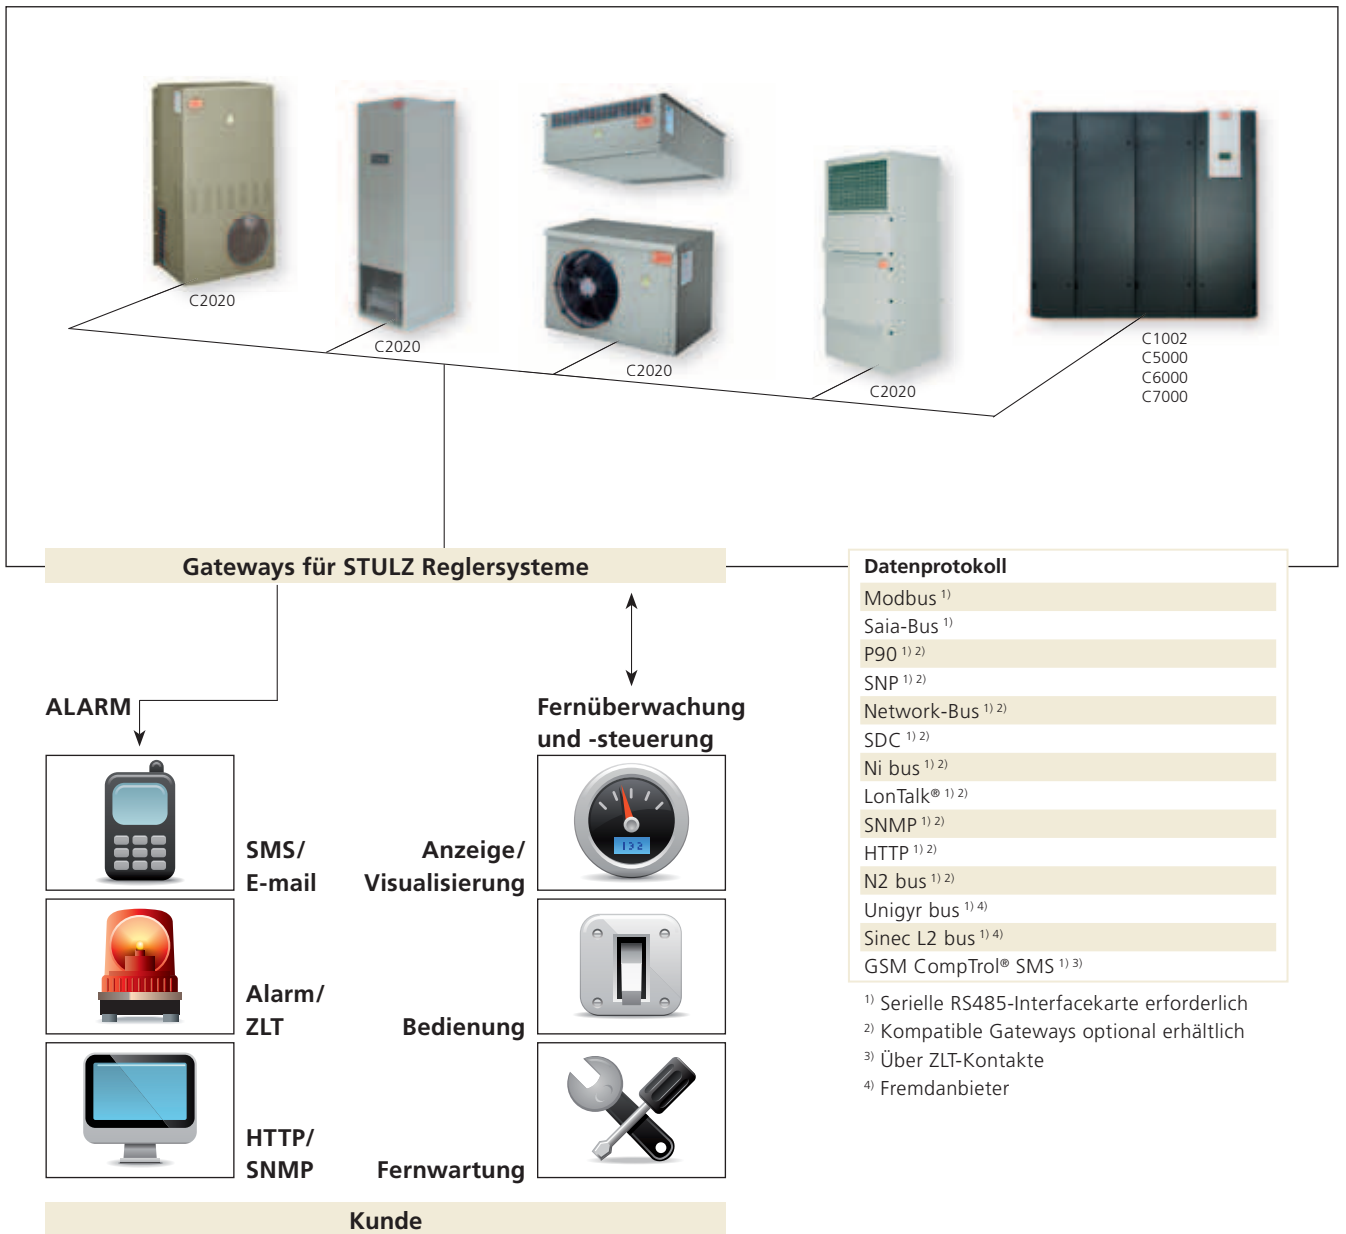 C2020
C2020
C2020
C2020
C1002
C5000
C6000
C7000
Gateways für STULZ Reglersysteme
ALARM
SMS/
E-mail
Alarm/
ZLT
HTTP/
SNMP
Fernüberwachung
und -steuerung
Anzeige/
Visualisierung
132
Bedienung
Fernwartung
Kunde
Datenprotokoll
Modbus 1)
Saia-Bus 1)
P90 1) 2)
SNP 1) 2)
Network-Bus 1) 2)
SDC 1) 2)
Ni bus 1) 2)
LonTalk® 1) 2)
SNMP 1) 2)
HTTP 1) 2)
N2 bus 1) 2)
Unigyr bus 1) 4)
Sinec L2 bus 1) 4)
GSM CompTrol® SMS 1) 3)
1) Serielle RS485-Interfacekarte erforderlich
2) Kompatible Gateways optional erhältlich
3) Über ZLT-Kontakte
4) Fremdanbieter